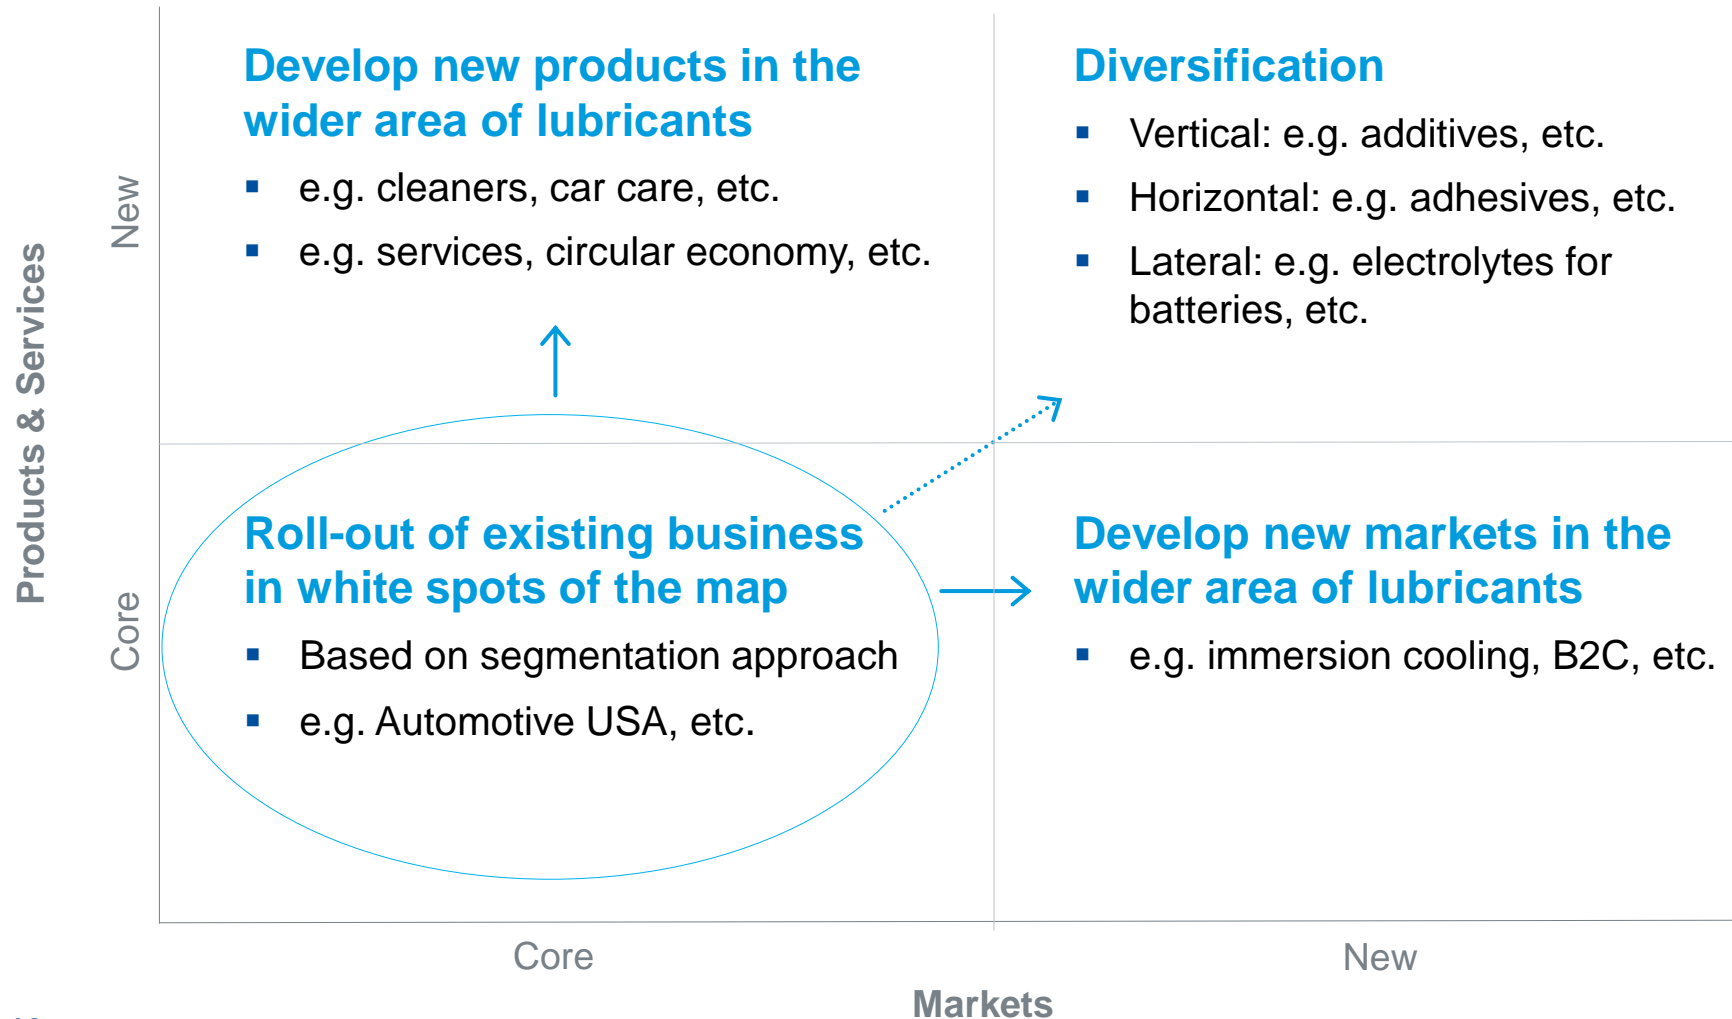 Products & Services
New
Core
Develop new products in the
wider area of lubricants
▪ e.g. cleaners, car care, etc.
▪ e.g. services, circular economy, etc.
Diversification
▪ Vertical: e.g. additives, etc.
▪ Horizontal: e.g. adhesives, etc.
▪ Lateral: e.g. electrolytes for
batteries, etc.
Roll-out of existing business
in white spots of the map
▪ Based on segmentation approach
▪ e.g. Automotive USA, etc.
Develop new markets in the
wider area of lubricants
▪ e.g. immersion cooling, B2C, etc.
Core
New
Markets